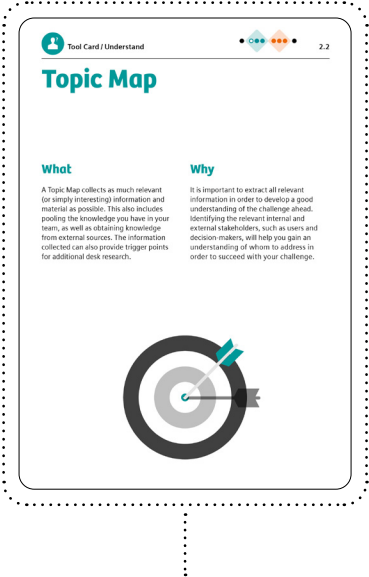 Tool Card / Understand
2.2
Topic Map
What
A Topic Map collects as much relevant
(or simply interesting) information and
material as possible. This also includes
pooling the knowledge you have in your
team, as well as obtaining knowledge
from external sources. The information
collected can also provide trigger points
for additional desk research.
Why
It is important to extract all relevant
information in order to develop a good
understanding of the challenge ahead.
Identifying the relevant internal and
external stakeholders, such as users and
decision-makers, will help you gain an
understanding of whom to address in
order to succeed with your challenge.